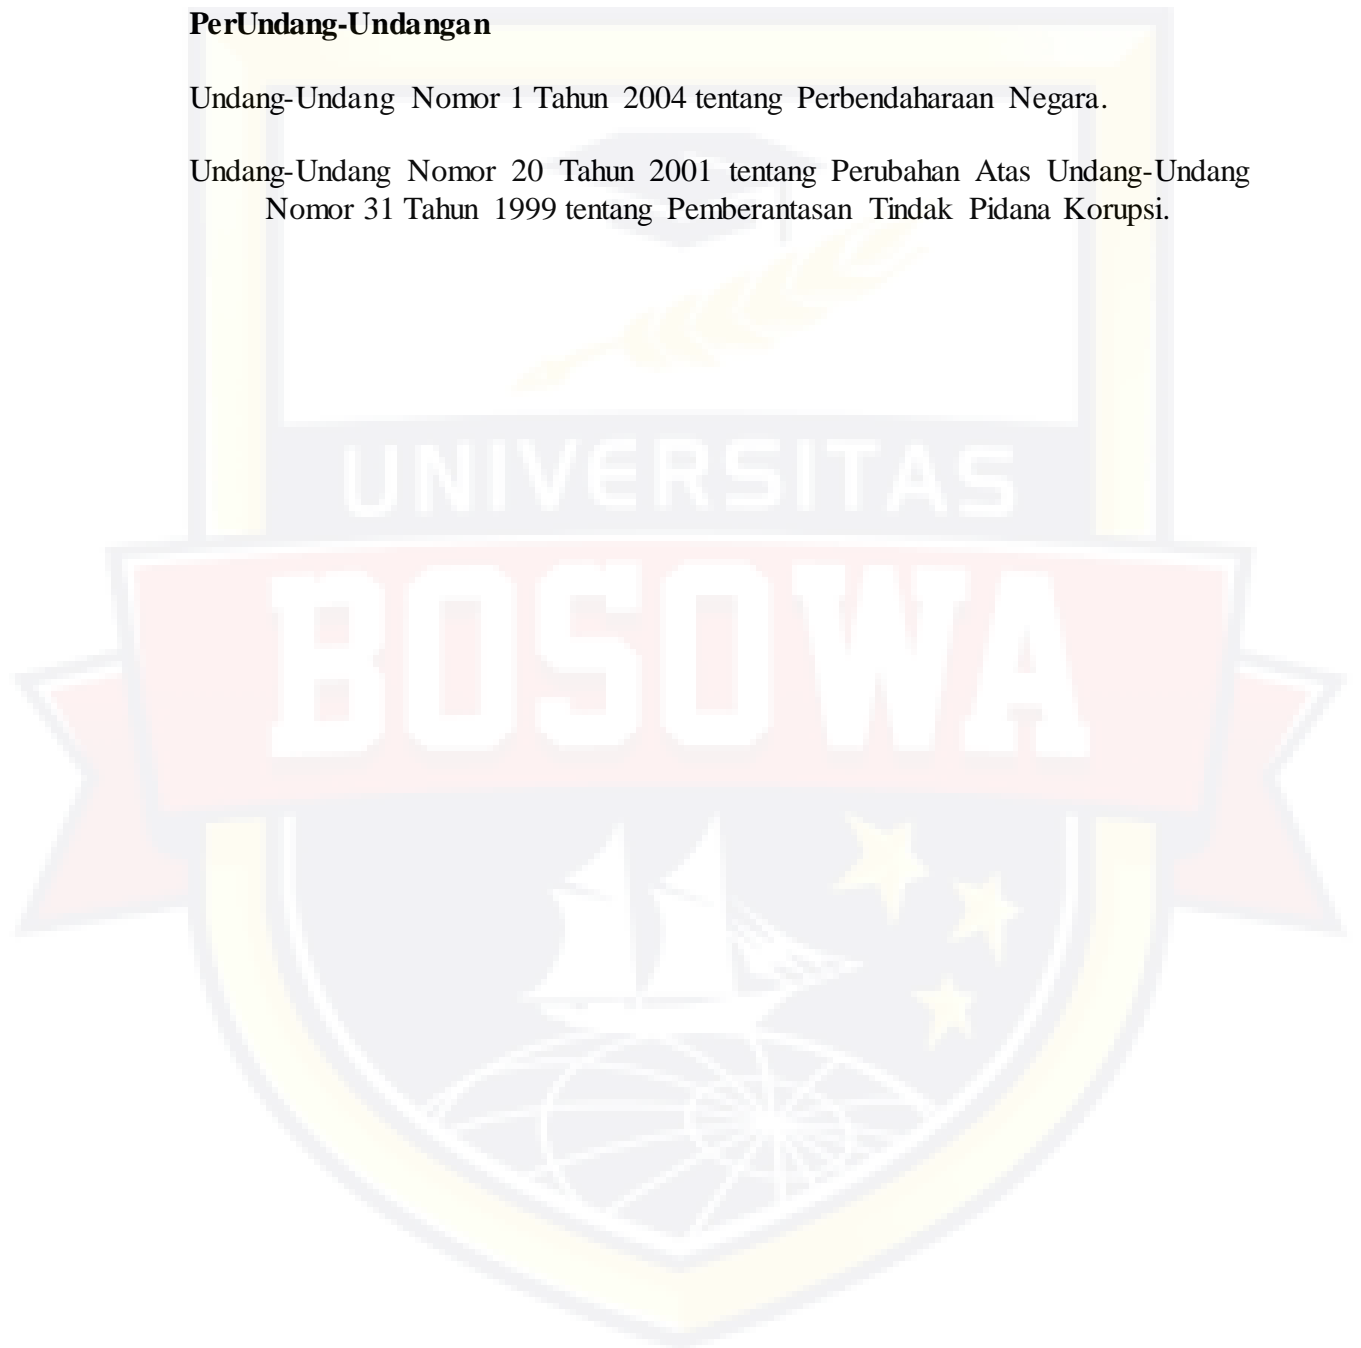 PerUndang-Undangan
Undang-Undang Nomor 1 Tahun 2004 tentang Perbendaharaan Negara.
Undang-Undang Nomor 20 Tahun 2001 tentang Perubahan Atas Undang-Undang
Nomor 31 Tahun 1999 tentang Pemberantasan Tindak Pidana Korupsi.
UNIVERSITAS
BOSOWA